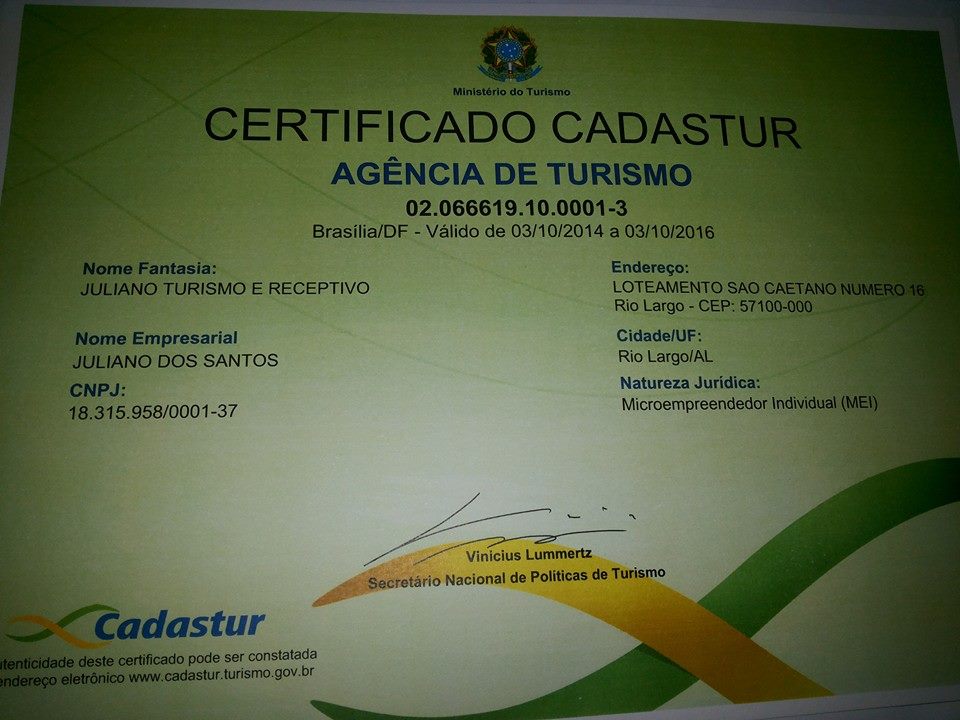 Ministério do Turismo
CERTIFICADO CADASTUR
AGÊNCIA DE TURISMO
02.066619.10.0001-3
Brasília/DF - Válido de 03/10/2014 a 03/10/2016
Nome Fantasia:
JULIANO TURISMO E RECEPTIVO
Nome Empresarial
JULIANO DOS SANTOS
CNPJ:
18.315.958/0001-37
Endereço:
LOTEAMENTO SAO CAETANO NUMERO 16
Rio Largo - CEP: 57100-000
Cidade/UF:
Rio Largo/AL
Natureza Jurídica:
Microempreendedor Individual (MEI)
Vinicius Lummertz
Secretário Nacional de Políticas de Turismo
Cadastur
utenticidade deste certificado pode ser constatada
endereço eletrônico www.cadastur.turismo.gov.br